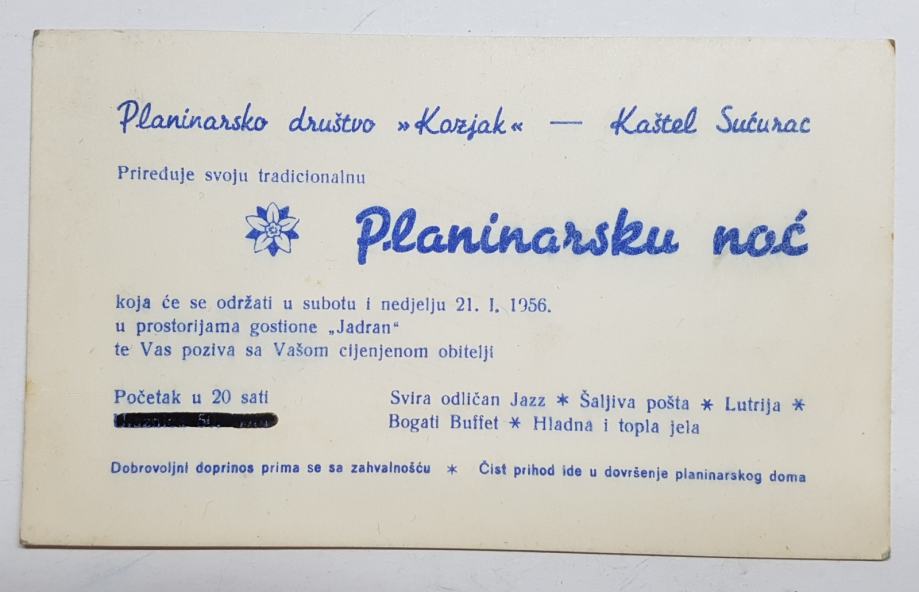 Planinarsko društvo »Kozjak« — Kaštel Sućurac
Priređuje svoju tradicionalnu
Planinarsku noć
koja će se održati u subotu i nedjelju 21. I. 1956.
u prostorijama gostione „Jadran“
te Vas poziva sa Vašom cijenjenom obitelji
Početak u 20 sati
Svira odličan Jazz * Šaljiva pošta * Lutrija *
Bogati Buffet * Hladna i topla jela
Dobrovoljni doprinos prima se sa zahvalnošću * Čist prihod ide u dovršenje planinarskog doma